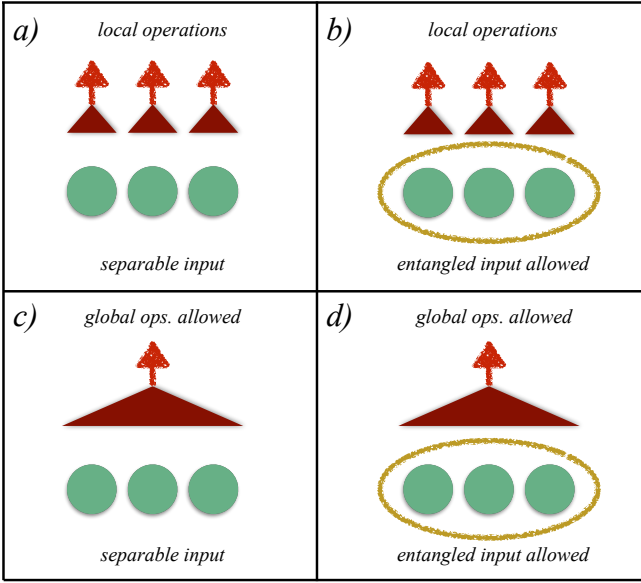 a)
local operations
separable input
b)
local operations
entangled input allowed
c)
global ops. allowed
separable input
d)
global ops. allowed
entangled input allowed